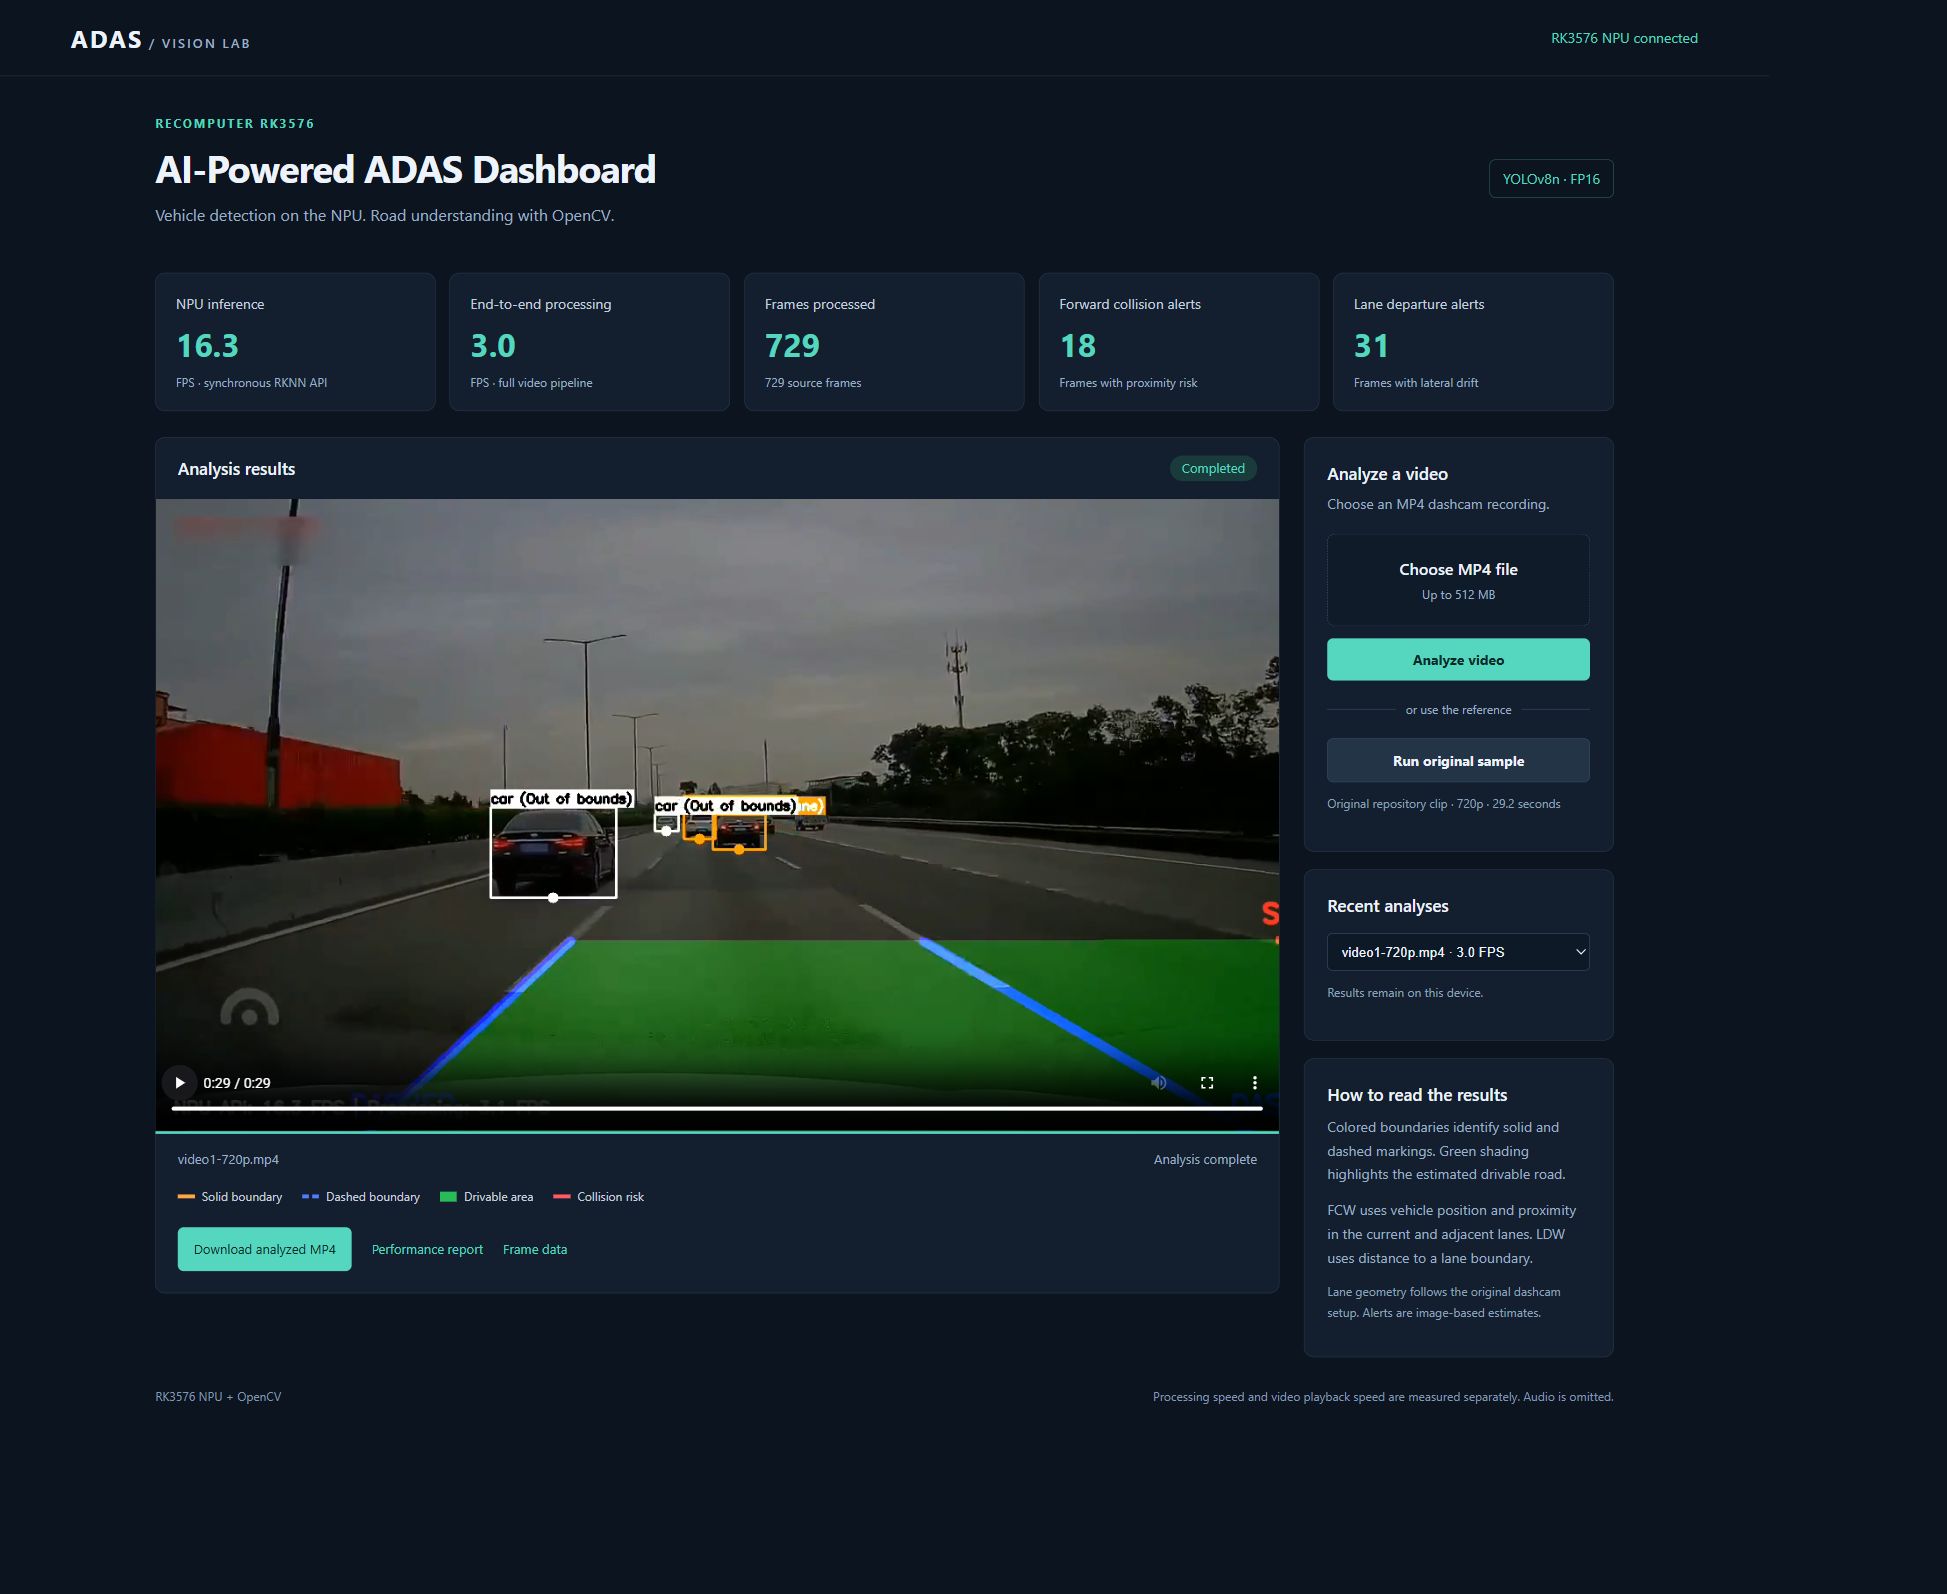 ADAS / VISION LAB
RK3576 NPU connected
RECOMPUTER RK3576
AI-Powered ADAS Dashboard
Vehicle detection on the NPU. Road understanding with OpenCV.
YOLOv8n · FP16
NPU inference
16.3
FPS · synchronous RKNN API
End-to-end processing
3.0
FPS · full video pipeline
Frames processed
729
729 source frames
Forward collision alerts
18
Frames with proximity risk
Lane departure alerts
31
Frames with lateral drift
Analysis results
Completed
car (Out of bounds)
car (Out of bounds)
ne)
S
0:29 / 0:29
NPU API: 16.3 FPS | Processing: 3.1 FPS
video1-720p.mp4
Analysis complete
Solid boundary
Dashed boundary
Drivable area
Collision risk
Download analyzed MP4
Performance report
Frame data
Analyze a video
Choose an MP4 dashcam recording.
Choose MP4 file
Up to 512 MB
Analyze video
or use the reference
Run original sample
Original repository clip · 720p · 29.2 seconds
Recent analyses
video1-720p.mp4 · 3.0 FPS
Results remain on this device.
How to read the results
Colored boundaries identify solid and
dashed markings. Green shading
highlights the estimated drivable road.
FCW uses vehicle position and proximity
in the current and adjacent lanes. LDW
uses distance to a lane boundary.
Lane geometry follows the original dashcam
setup. Alerts are image-based estimates.
RK3576 NPU + OpenCV
Processing speed and video playback speed are measured separately. Audio is omitted.